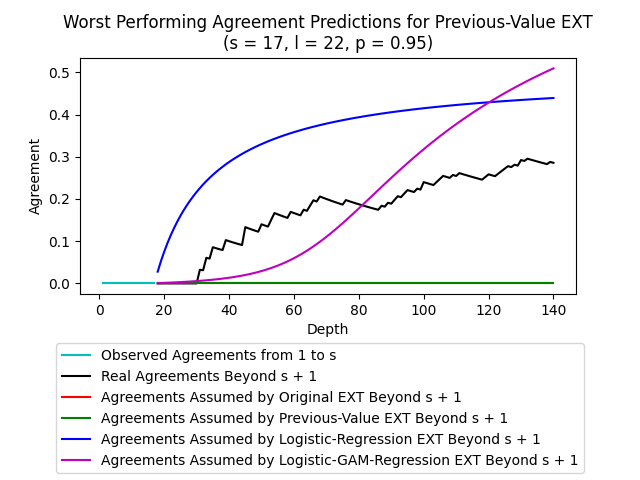 Worst Performing Agreement Predictions for Previous-Value EXT
(s = 17, l = 22, p = 0.95)
Agreement
0.5
0.4
0.3
0.2
0.1
0.0
0 20 40 60 80 100 120 140
Depth
Observed Agreements from 1 to s
Real Agreements Beyond s + 1
Agreements Assumed by Original EXT Beyond s + 1
Agreements Assumed by Previous-Value EXT Beyond s + 1
Agreements Assumed by Logistic-Regression EXT Beyond s + 1
Agreements Assumed by Logistic-GAM-Regression EXT Beyond s + 1